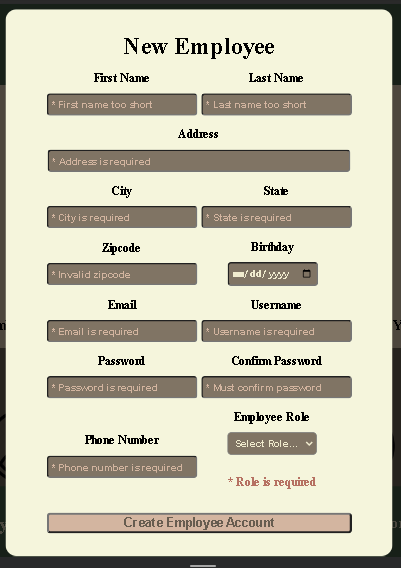 New Employee
First Name Last Name
* First name too short * Last name too short
Address
* Address is required
City State
* City is required * State is required
Zipcode Birthday
* Invalid zipcode mm/dd/yyyy
Email Username
* Email is required * Username is required
Password Confirm Password
* Password is required * Must confirm password
Employee Role
Phone Number Select Role...
* Phone number is required
* Role is required
Create Employee Account